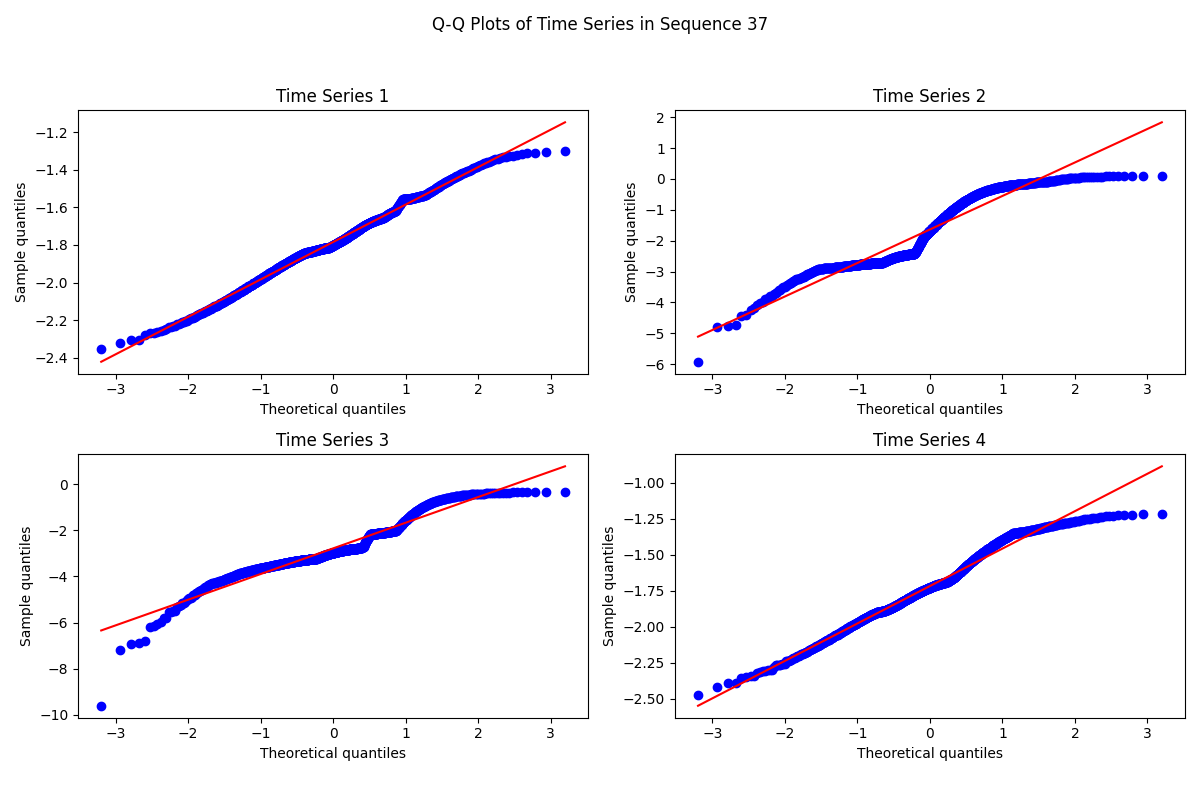 Q-Q Plots of Time Series in Sequence 37
Time Series 1
Sample quantiles
−1.2
−1.4
−1.6
−1.8
−2.0
−2.2
−2.4
−3 −2 −1 0 1 2 3
Theoretical quantiles
Time Series 2
Sample quantiles
2
1
0
−1
−2
−3
−4
−5
−6
−3 −2 −1 0 1 2 3
Theoretical quantiles
Time Series 3
Sample quantiles
0
−2
−4
−6
−8
−10
−3 −2 −1 0 1 2 3
Theoretical quantiles
Time Series 4
Sample quantiles
−1.00
−1.25
−1.50
−1.75
−2.00
−2.25
−2.50
−3 −2 −1 0 1 2 3
Theoretical quantiles